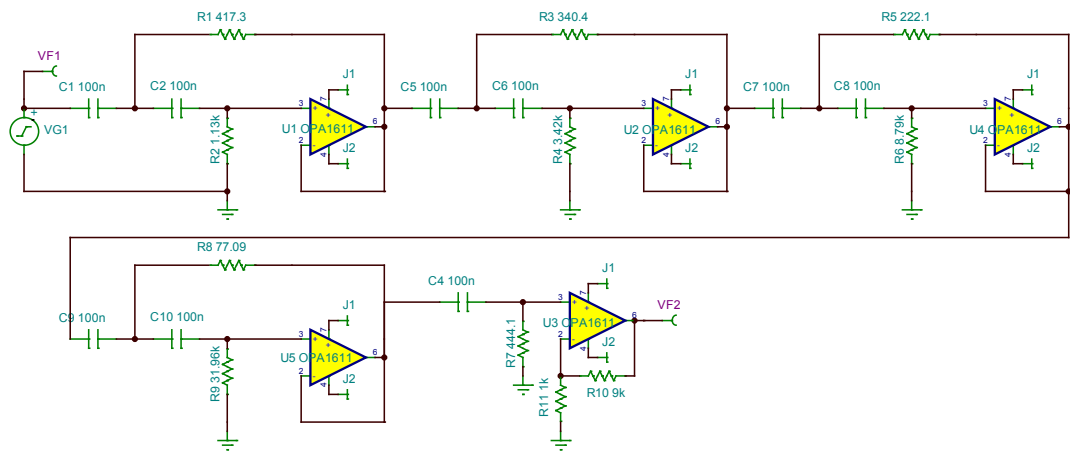 R1 417.3
R3 340.4
R5 222.1
VF1
J1
J1
J1
C1 100n
C2 100n
C5 100n
C6 100n
C7 100n
C8 100n
+
VG1
R2 1.13k
3
+
+
7
U1 OPA1611
6
2
-
4
J2
R4 3.42k
3
+
+
7
U2 OPA1611
6
2
-
4
J2
R6 8.79k
3
+
+
7
U4 OPA1611
6
2
-
4
J2
R8 77.09
J1
C4 100n
J1
VF2
C9 100n
C10 100n
R9 31.96k
3
+
+
7
U5 OPA1611
6
2
-
4
J2
R7 444.1
3
+
+
7
U3 OPA1611
6
2
-
4
J2
R10 9k
R11 1k